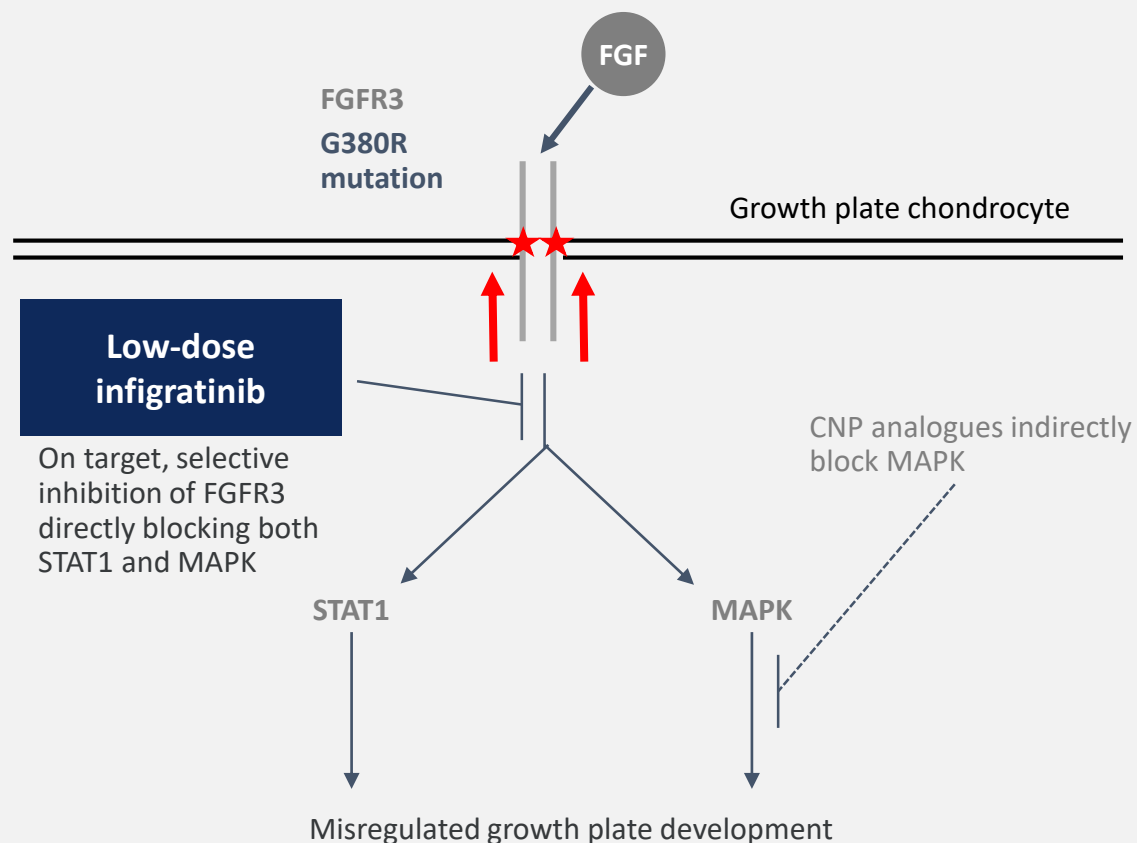 FGF
FGFR3
G380R
mutation
Growth plate chondrocyte
Low-dose
infigratinib
On target, selective
inhibition of FGFR3
directly blocking both
STAT1 and MAPK
CNP analogues indirectly
block MAPK
STAT1
MAPK
Misregulated growth plate development